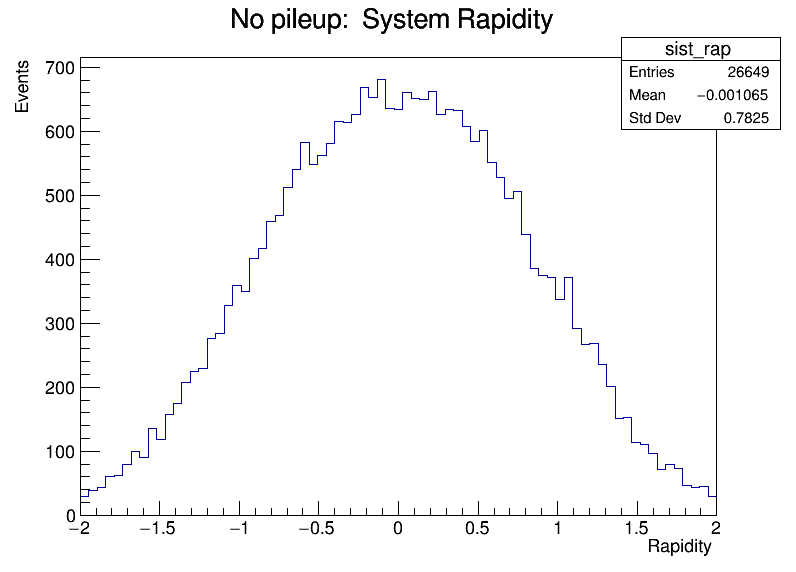 No pileup:  System Rapidity
sist_rap
Entries 26649
Mean −0.001065
Std Dev 0.7825
Events
700
600
500
400
300
200
100
0
−2 −1.5 −1 −0.5 0 0.5 1 1.5 2
Rapidity